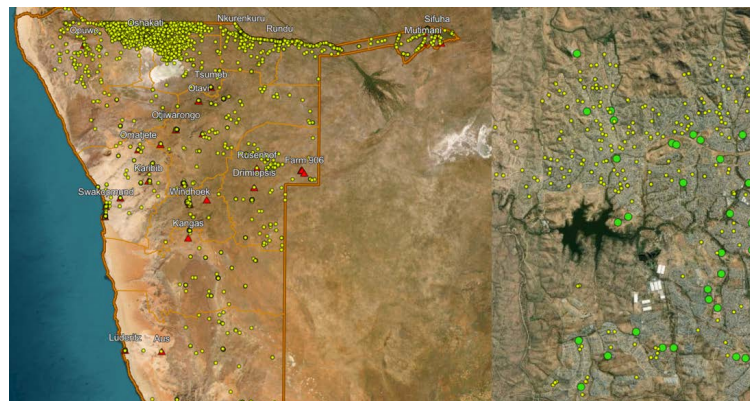 Nkurenkuru
Sifuha
Oshakati
Opuwo
Rundu
Mutimani
Tsumeb
Otavi
Otjiwarongo
Omatjete
Rosenhof
Farm 906
Karibib
Drimiopsis
Swakopmund
Windhoek
Kangas
Luderitz
Aus